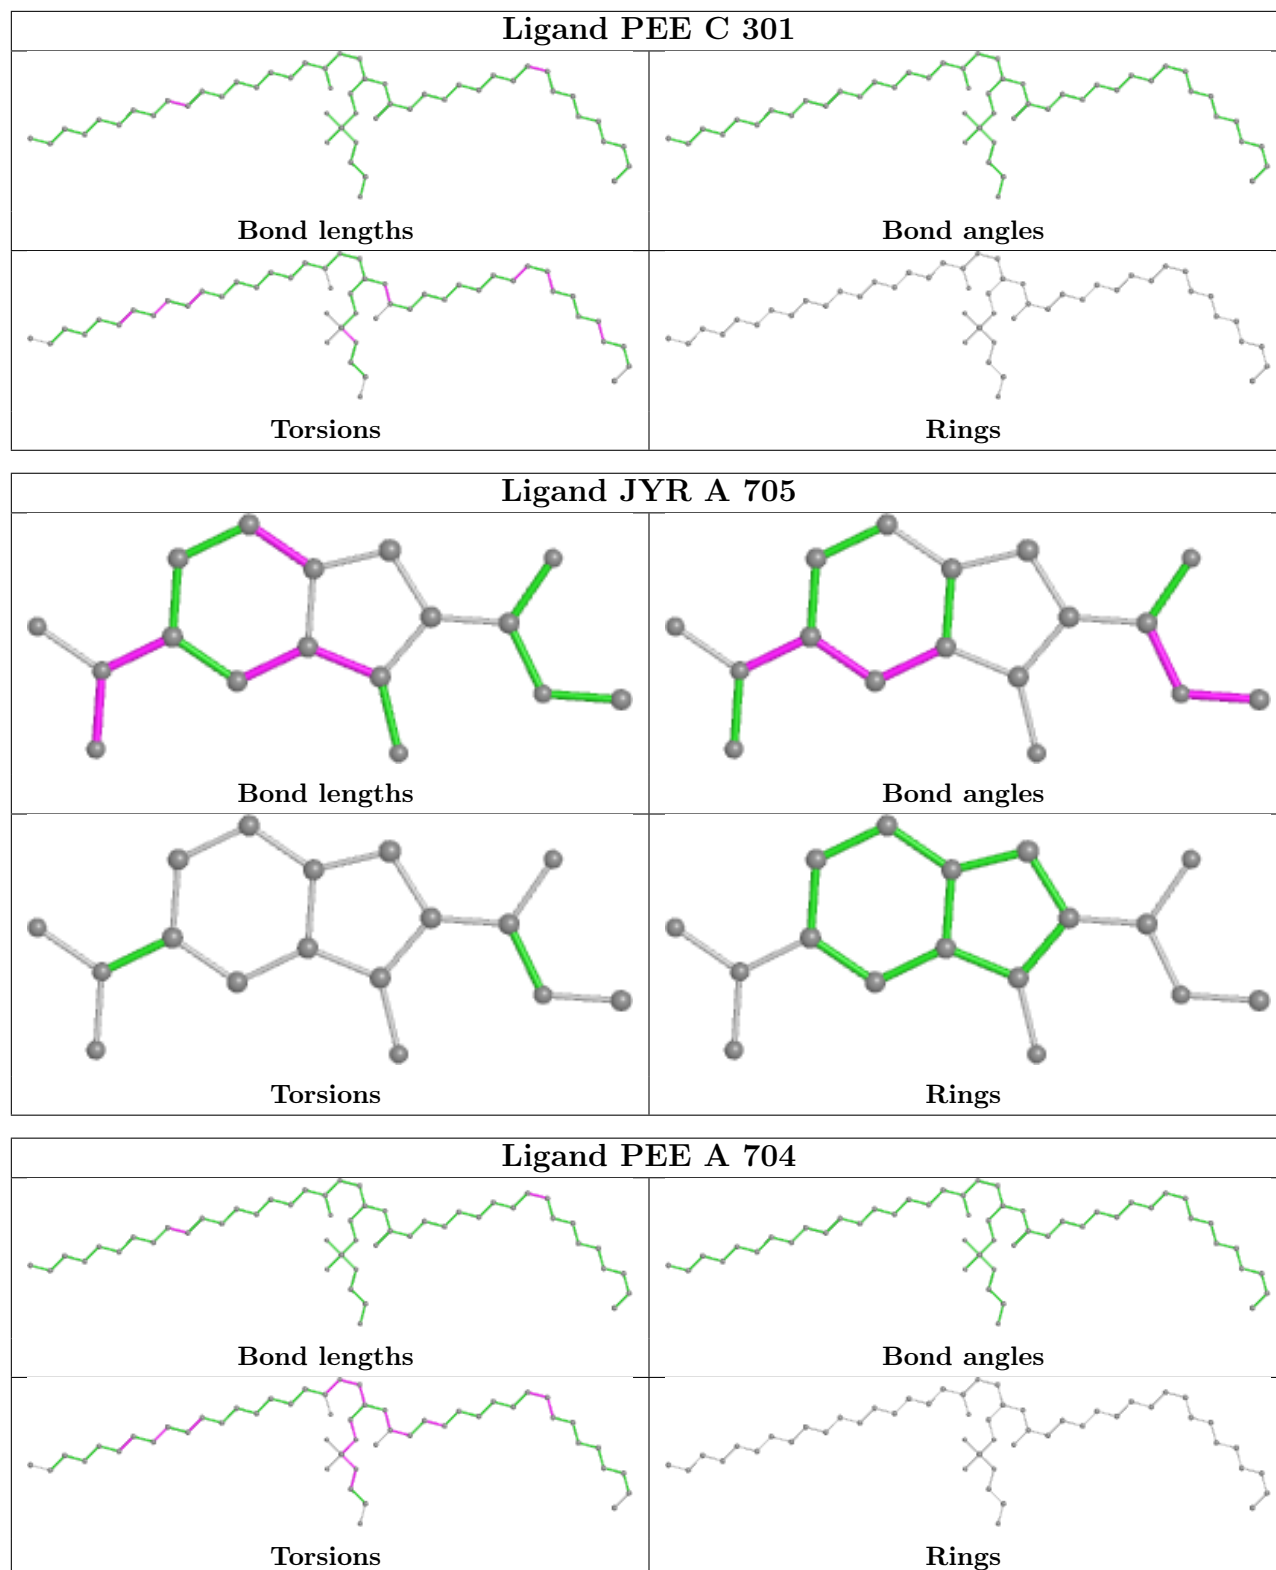 Ligand PEE C 301
Bond lengths
Bond angles
Torsions
Rings
Ligand JYR A 705
Bond lengths
Bond angles
Torsions
Rings
Ligand PEE A 704
Bond lengths
Bond angles
Torsions
Rings